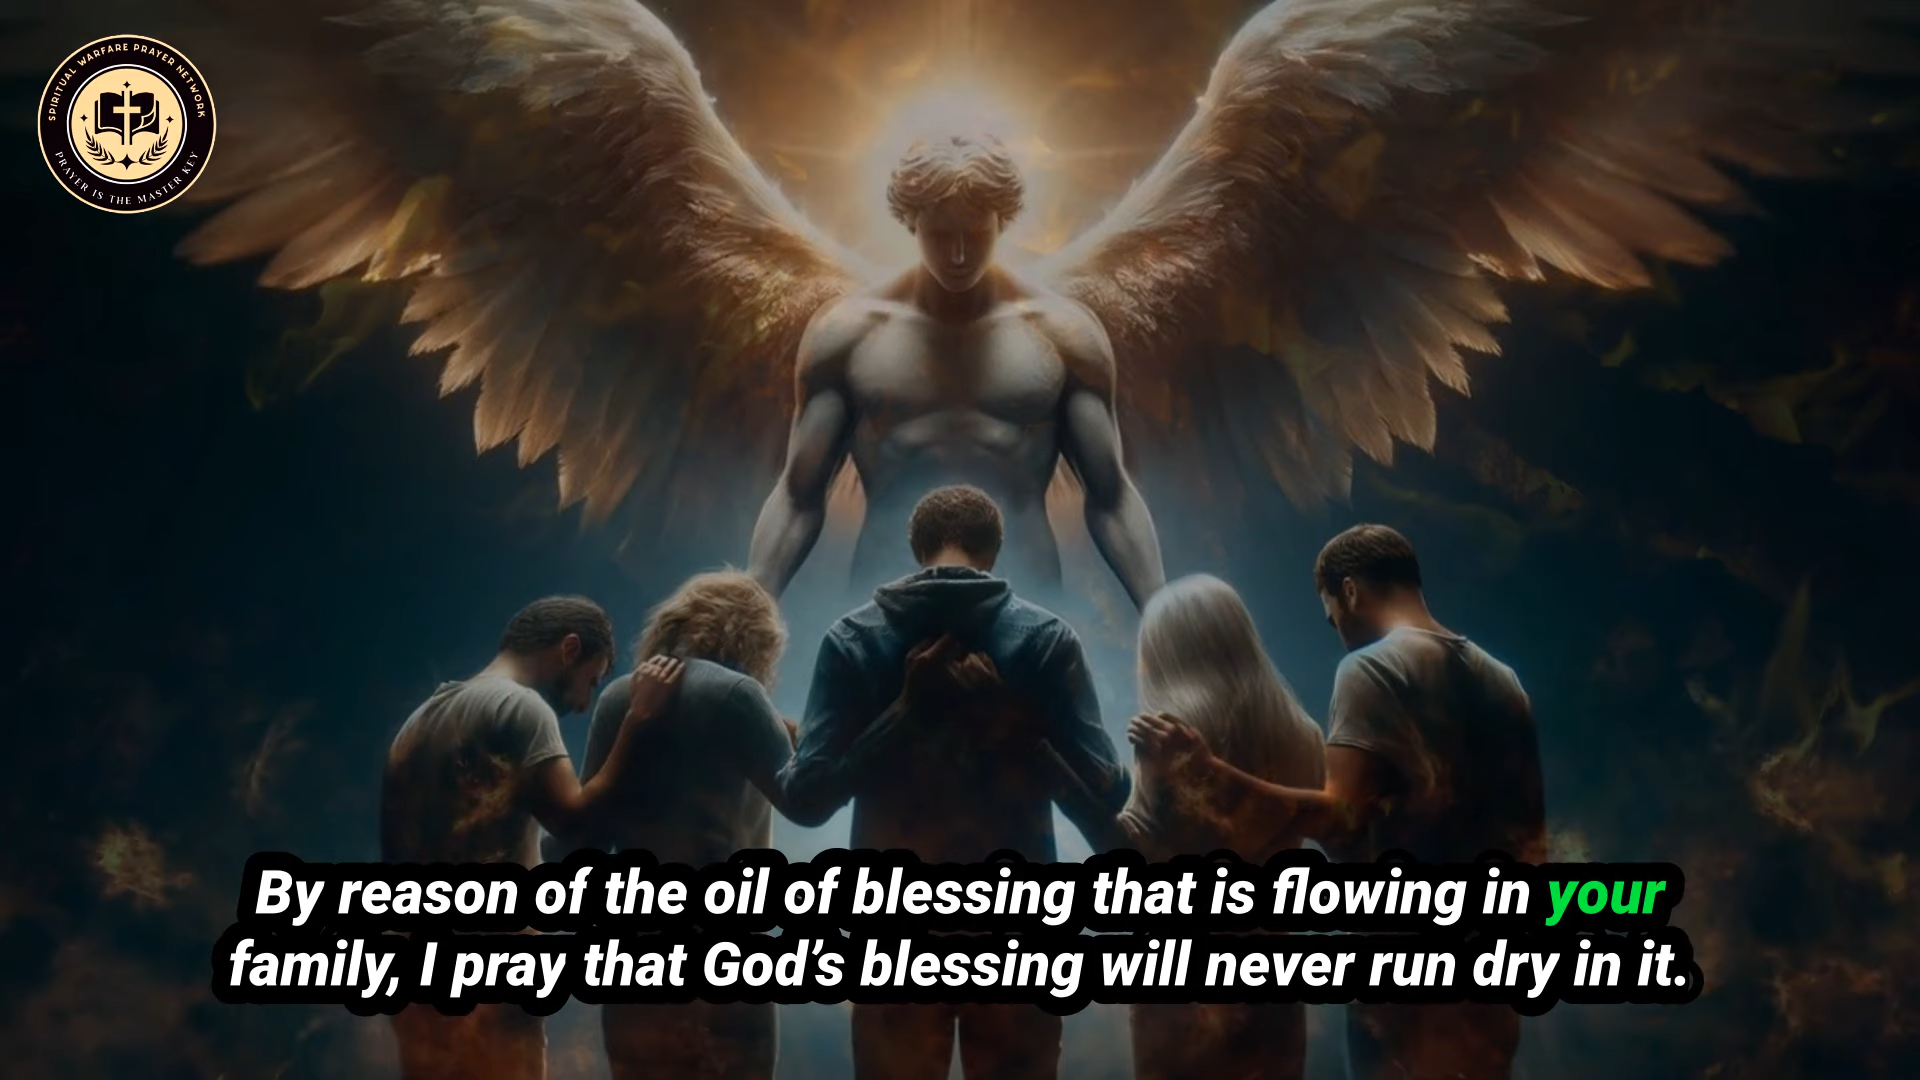 SPIRITUAL WARFARE PRAYER NETWORK
PRAYER IS THE MASTER KEY
By reason of the oil of blessing that is flowing in your
family, I pray that God’s blessing will never run dry in it.